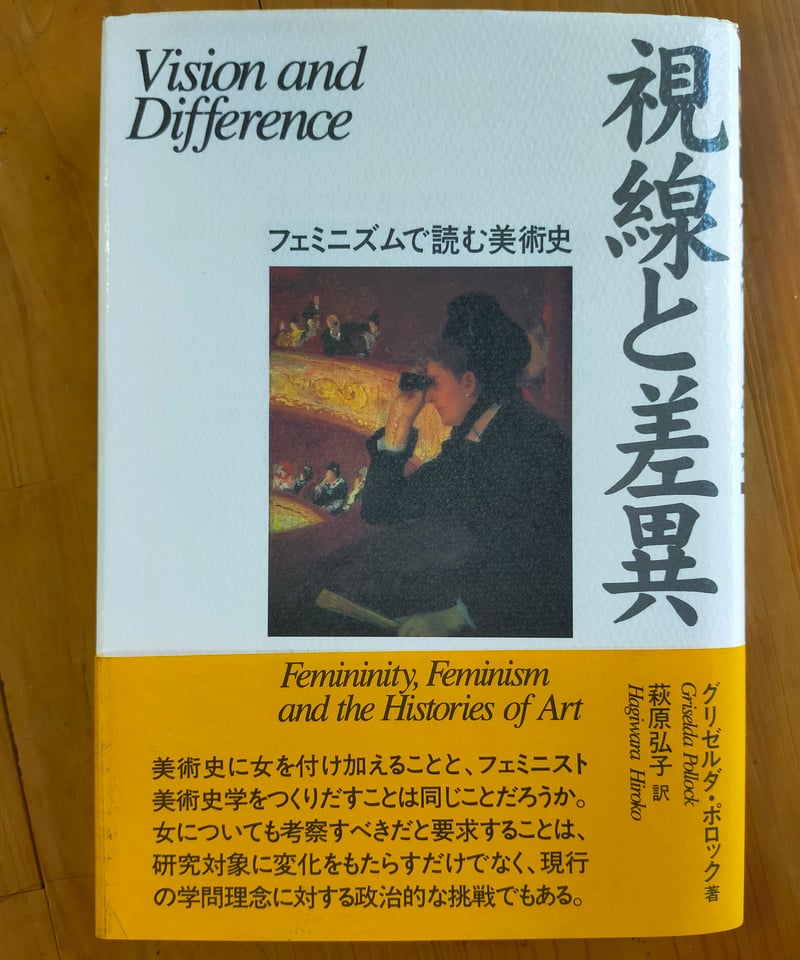 Vision and
Difference
視線と差異
フェミニズムで読む美術史
Femininity, Feminism
and the Histories of Art
グリゼルダ・ポロック 著
Griselda Pollock
萩原弘子 訳
Hagiwara Hiroko
美術史に女を付け加えることと、フェミニスト
美術史学をつくりだすことは同じことだろうか。
女についても考察すべきだと要求することは、
研究対象に変化をもたらすだけでなく、現行
の学問理念に対する政治的な挑戦でもある。